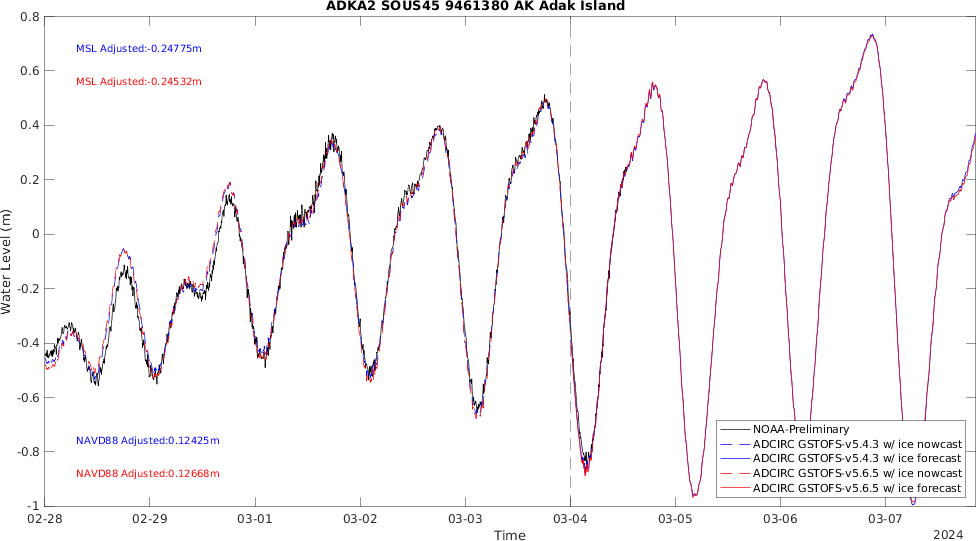 ADKA2 SOUS45 9461380 AK Adak Island
0.8
0.6
0.4
0.2
0
-0.2
-0.4
-0.6
-0.8
-1
Water Level (m)
MSL Adjusted:-0.24775m
MSL Adjusted:-0.24532m
NAVD88 Adjusted:0.12425m
NAVD88 Adjusted:0.12668m
NOAA-Preliminary
ADCIRC GSTOFS-v5.4.3 w/ ice nowcast
ADCIRC GSTOFS-v5.4.3 w/ ice forecast
ADCIRC GSTOFS-v5.6.5 w/ ice nowcast
ADCIRC GSTOFS-v5.6.5 w/ ice forecast
02-28 02-29 03-01 03-02 03-03 03-04 03-05 03-06 03-07
Time
2024